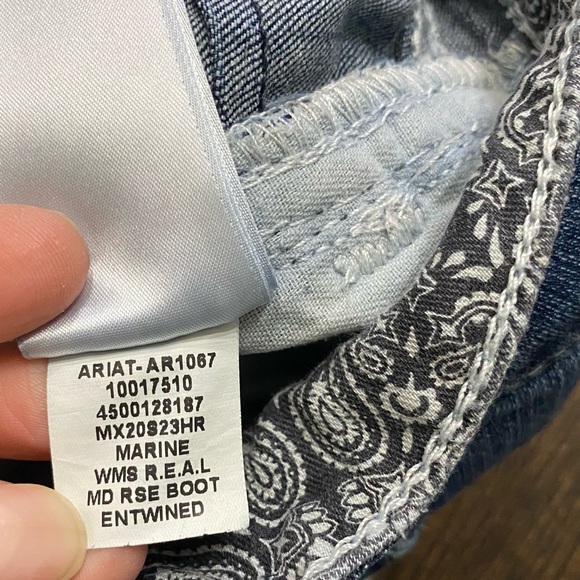 ARIAT-AR1067
10017510
4500128187
MX20S23HR
MARINE
WMS R.E.A.L
MD RSE BOOT
ENTWINED